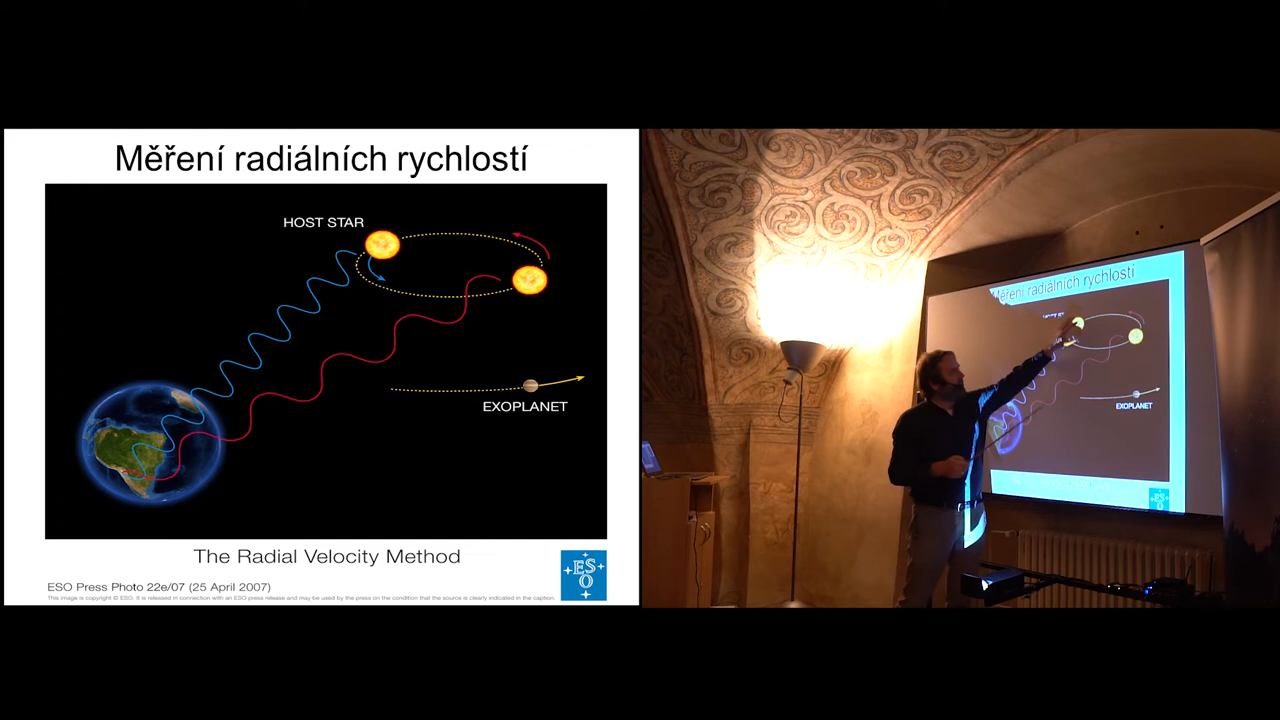 Měření radiálních rychlostí
HOST STAR
EXOPLANET
The Radial Velocity Method
ESO Press Photo 22e/07 (25 April 2007)
This image is copyright © ESO. It is released in connection with an ESO press release and may be used by the press on the condition that the source is clearly indicated in the caption.
ESO
Měření radiálních rychlostí
EXOPLANET
ESO